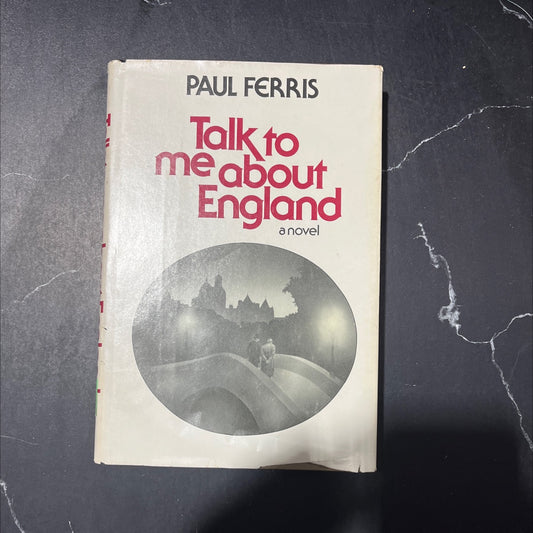 PAUL FERRIS
Talk to
me about
England
a novel